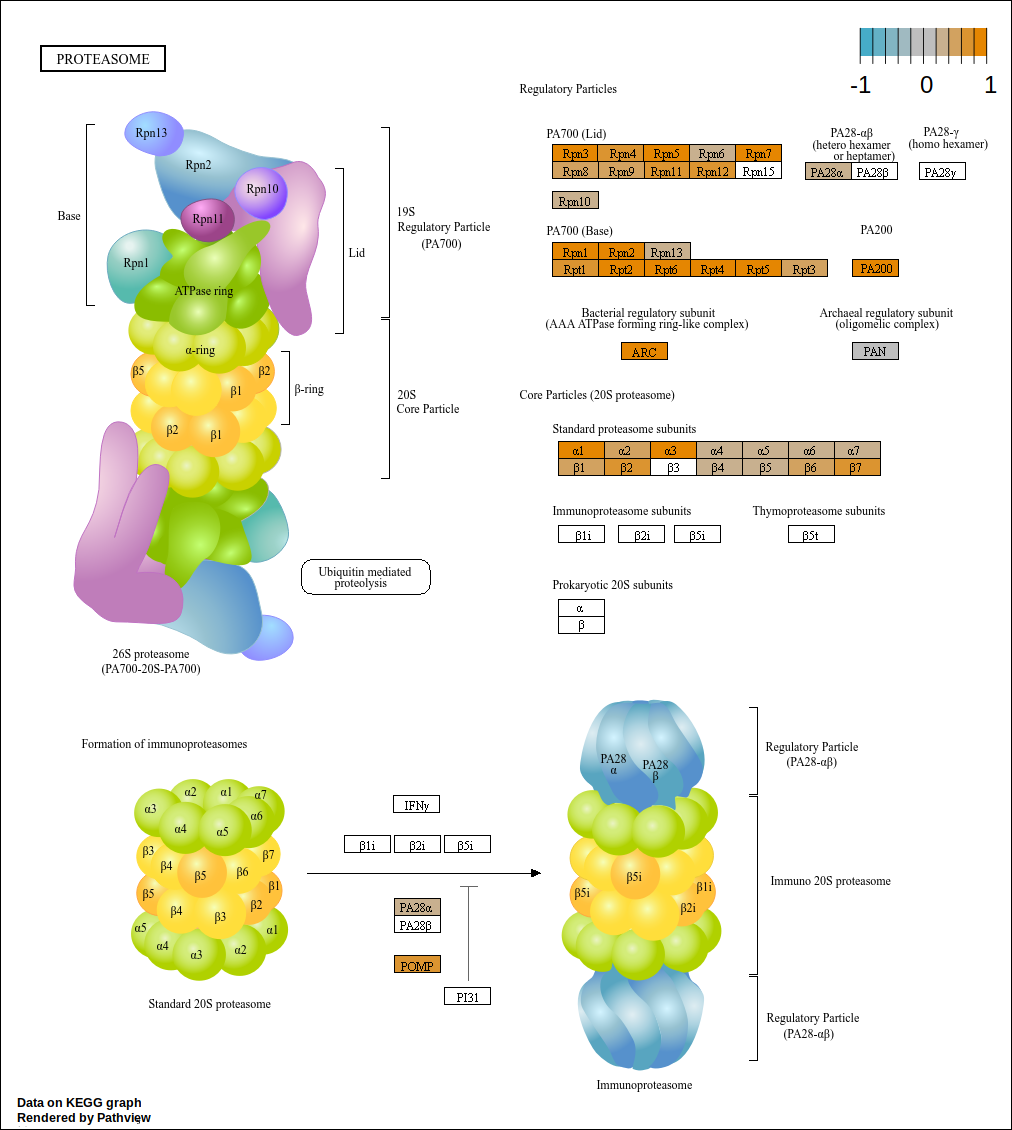 PROTEASOME
-1 0 1
Regulatory Particles
PA700 (Lid)
Rpn3 Rpn4 Rpn5 Rpn6 Rpn7
Rpn8 Rpn9 Rpn11 Rpn12 Rpn15
Rpn10
PA28-αβ
(hetero hexamer
or heptamer)
PA28α PA28β
PA28-γ
(homo hexamer)
PA28γ
PA700 (Base)
Rpn1 Rpn2 Rpn13
Rpt1 Rpt2 Rpt6 Rpt4 Rpt5 Rpt3
PA200
PA200
Bacterial regulatory subunit
(AAA ATPase forming ring-like complex)
ARC
Archaeal regulatory subunit
(oligomelic complex)
PAN
Core Particles (20S proteasome)
Standard proteasome subunits
α1 α2 α3 α4 α5 α6 α7
β1 β2 β3 β4 β5 β6 β7
Immunoproteasome subunits
β1i β2i β5i
Thymoproteasome subunits
β5t
Prokaryotic 20S subunits
α
β
Rpn13
Rpn2
Rpn10
Rpn11
Rpn1
ATPase ring
α-ring
β5 β2
β1
β2 β1
Base
Lid
β-ring
19S
Regulatory Particle
(PA700)
20S
Core Particle
Ubiquitin mediated
proteolysis
26S proteasome
(PA700-20S-PA700)
Formation of immunoproteasomes
α2 α1 α7
α3 α6
α4 α5
β3 β7
β4 β5 β6
β5 β1
β4 β3 β2
α5 α1
α4 α3 α2
Standard 20S proteasome
IFNγ
β1i β2i β5i
PA28α
PA28β
POMP
PI31
PA28
α
PA28
β
β5i
β5i β1i
β2i
Immunoproteasome
Regulatory Particle
(PA28-αβ)
Immuno 20S proteasome
Regulatory Particle
(PA28-αβ)
Data on KEGG graph
Rendered by Pathview